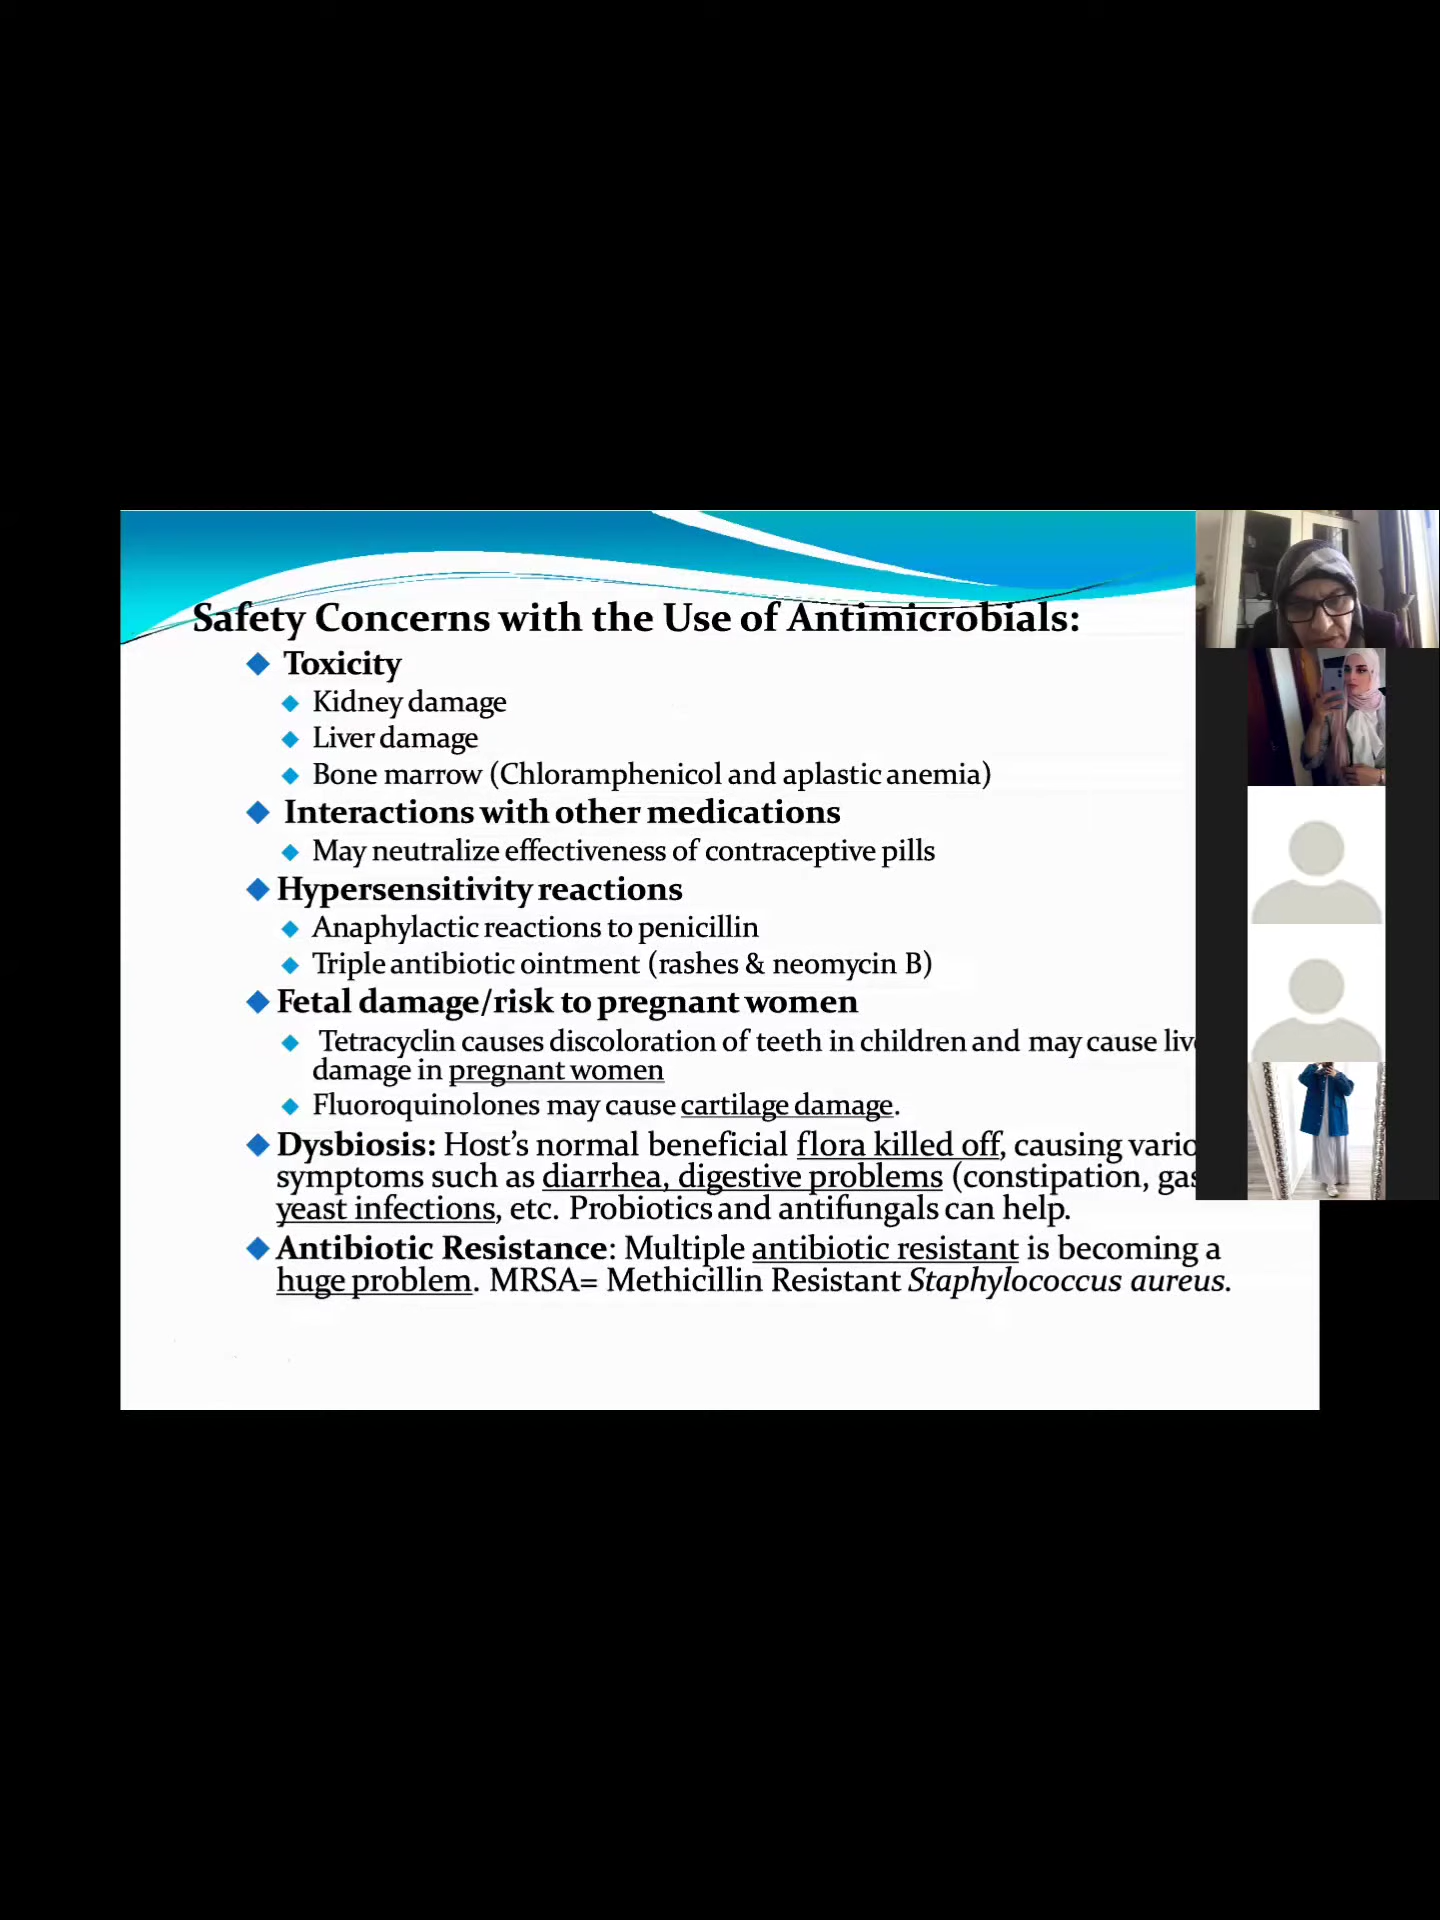 Safety Concerns with the Use of Antimicrobials:
Toxicity
Kidney damage
Liver damage
Bone marrow (Chloramphenicol and aplastic anemia)
Interactions with other medications
May neutralize effectiveness of contraceptive pills
Hypersensitivity reactions
Anaphylactic reactions to penicillin
Triple antibiotic ointment (rashes & neomycin B)
Fetal damage/risk to pregnant women
Tetracyclin causes discoloration of teeth in children and may cause
damage in pregnant women
Fluoroquinolones may cause cartilage damage.
Dysbiosis: Host's normal beneficial flora killed off, causing
symptoms such as diarrhea, digestive problems (constipation,
yeast infections, etc. Probiotics and antifungals can help.
Antibiotic Resistance: Multiple antibiotic resistant is becoming a
huge problem. MRSA= Methicillin Resistant Staphylococcus aureus.